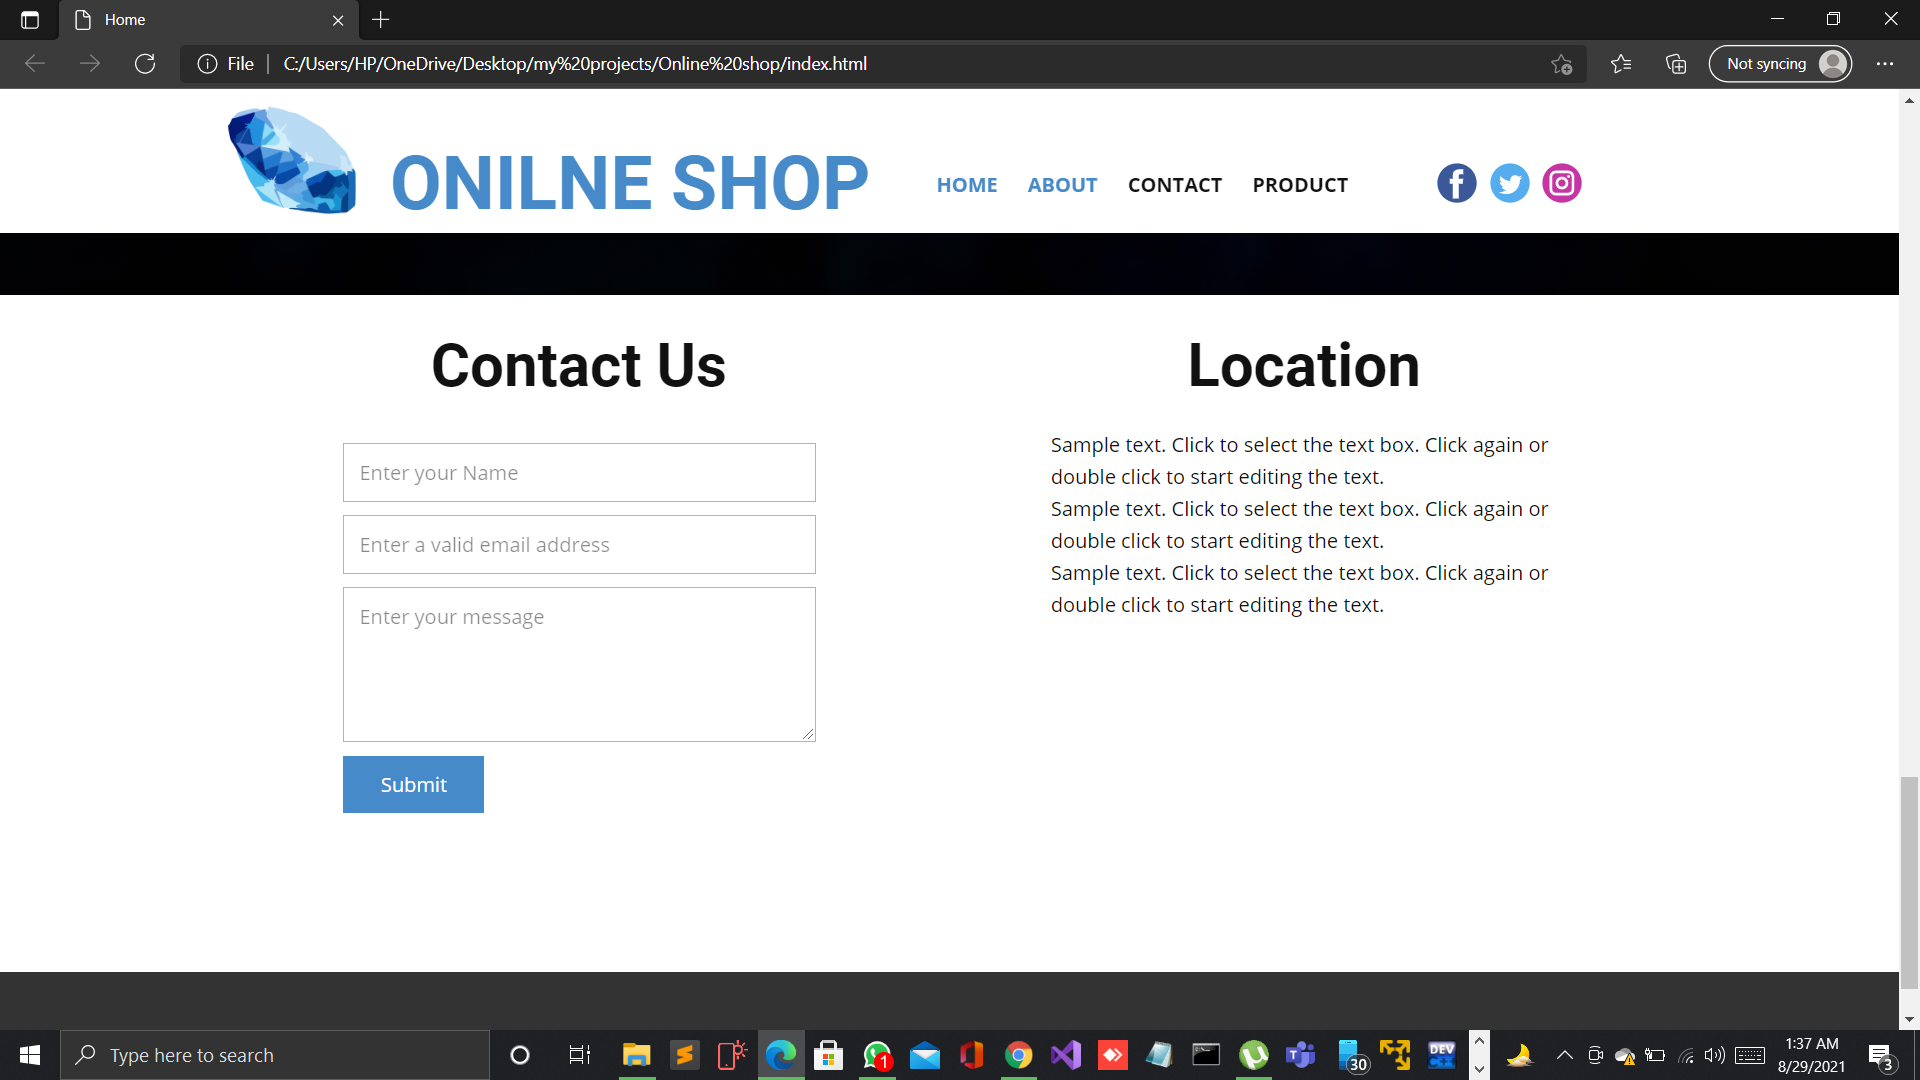 Home
File
C:/Users/HP/OneDrive/Desktop/my%20projects/Online%20shop/index.html
Not syncing
ONILNE SHOP
HOME ABOUT CONTACT PRODUCT
Contact Us
Enter your Name
Enter a valid email address
Enter your message
Submit
Location
Sample text. Click to select the text box. Click again or
double click to start editing the text.
Sample text. Click to select the text box. Click again or
double click to start editing the text.
Sample text. Click to select the text box. Click again or
double click to start editing the text.
Type here to search
1
30
DEV
1:37 AM
8/29/2021
3